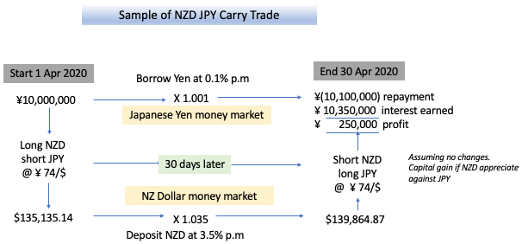 Sample of NZD JPY Carry Trade
Start 1 Apr 2020
End 30 Apr 2020
Borrow Yen at 0.1% p.m
¥10,000,000
X 1.001
Japanese Yen money market
¥(10,100,000) repayment
¥ 10,350,000 interest earned
¥ 250,000 profit
Long NZD
short JPY
@ ¥ 74/$
30 days later
Short NZD
long JPY
@ ¥ 74/$
Assuming no changes.
Capital gain if NZD appreciate
against JPY
NZ Dollar money market
$135,135.14
X 1.035
$139,864.87
Deposit NZD at 3.5% p.m